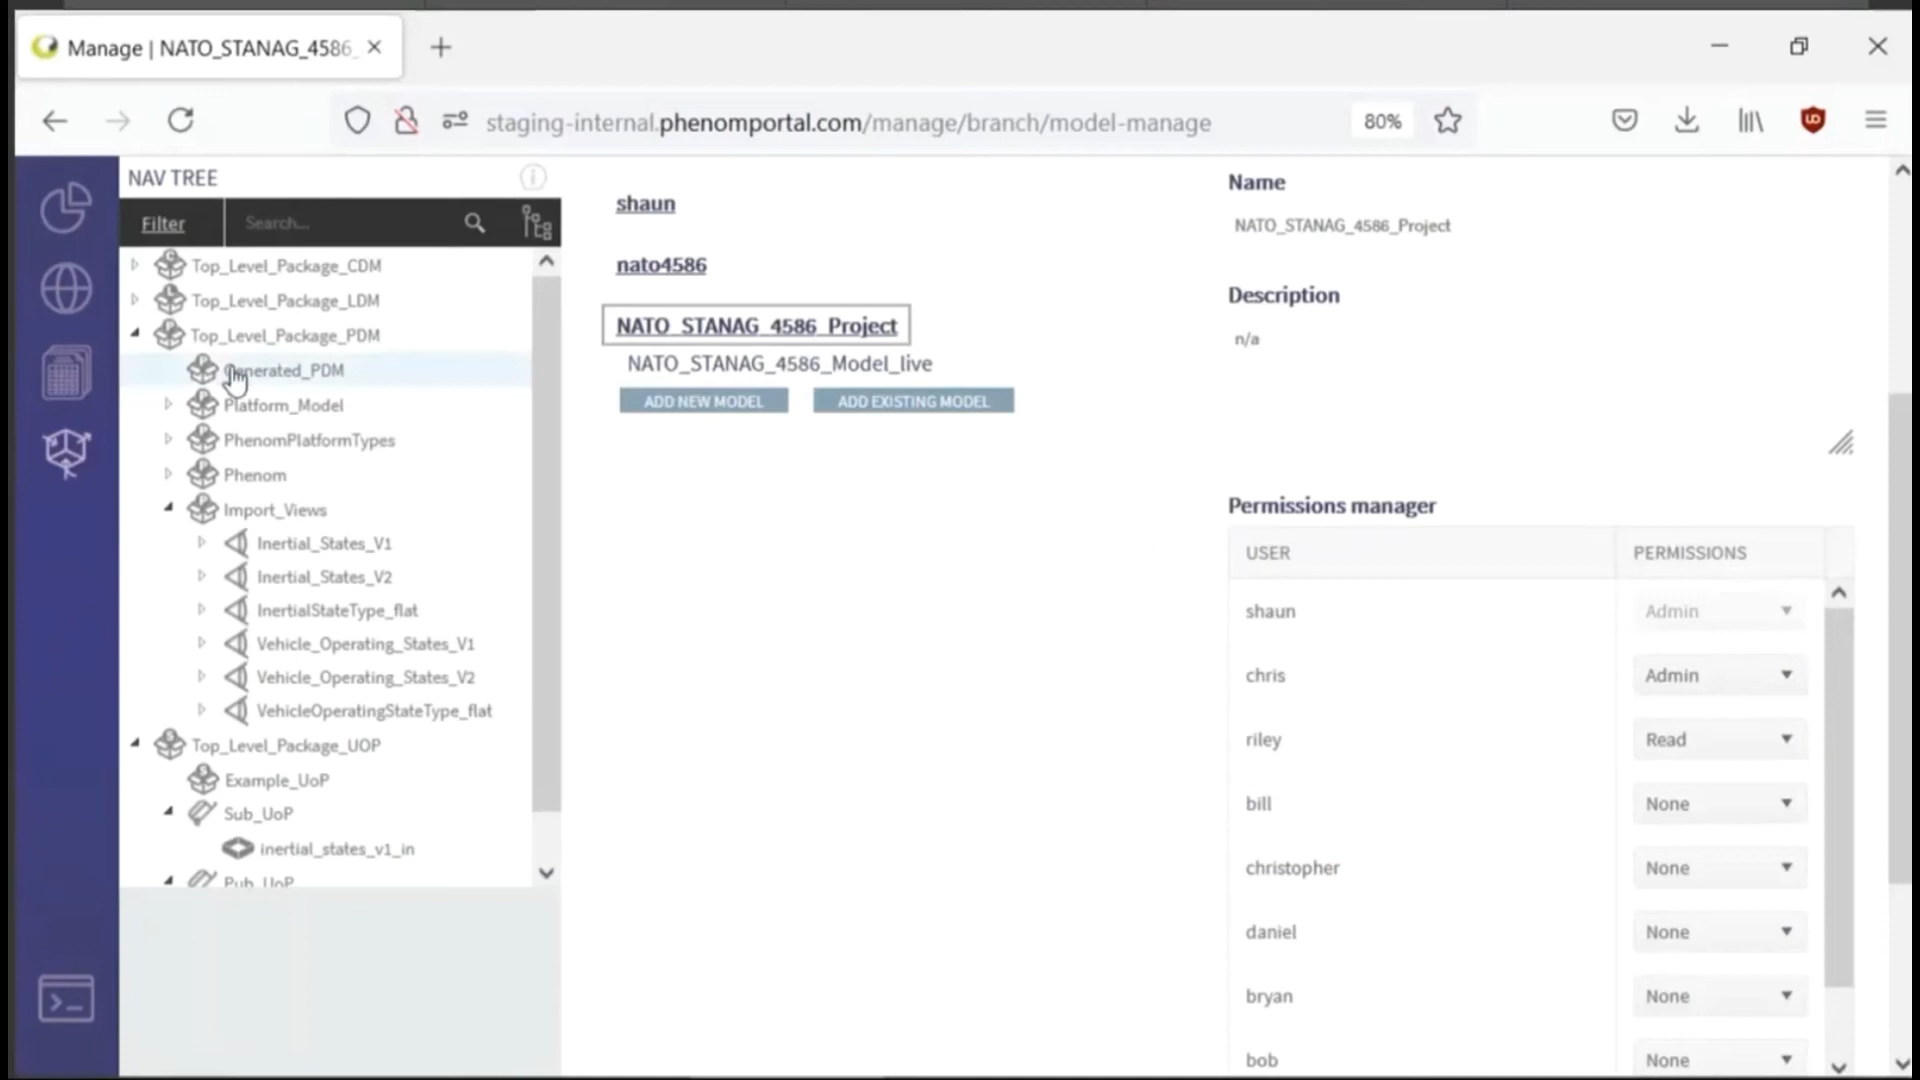 Manage | NATO_STANAG_4586_
staging-internal.phenomportal.com/manage/branch/model-manage
80%
NAV TREE
Filter
Search...
Top_Level_Package_CDM
Top_Level_Package_LDM
Top_Level_Package_PDM
Generated_PDM
Platform_Model
PhenomPlatformTypes
Phenom
Import_Views
Inertial_States_V1
Inertial_States_V2
InertialStateType_flat
Vehicle_Operating_States_V1
Vehicle_Operating_States_V2
VehicleOperatingStateType_flat
Top_Level_Package_UOP
Example_UoP
Sub_UoP
inertial_states_v1_in
Pub_UoP
shaun
nato4586
NATO_STANAG_4586_Project
NATO_STANAG_4586_Model_live
ADD NEW MODEL
ADD EXISTING MODEL
Name
NATO_STANAG_4586_Project
Description
n/a
Permissions manager
USER PERMISSIONS
shaun Admin
chris Admin
riley Read
bill None
christopher None
daniel None
bryan None
bob None